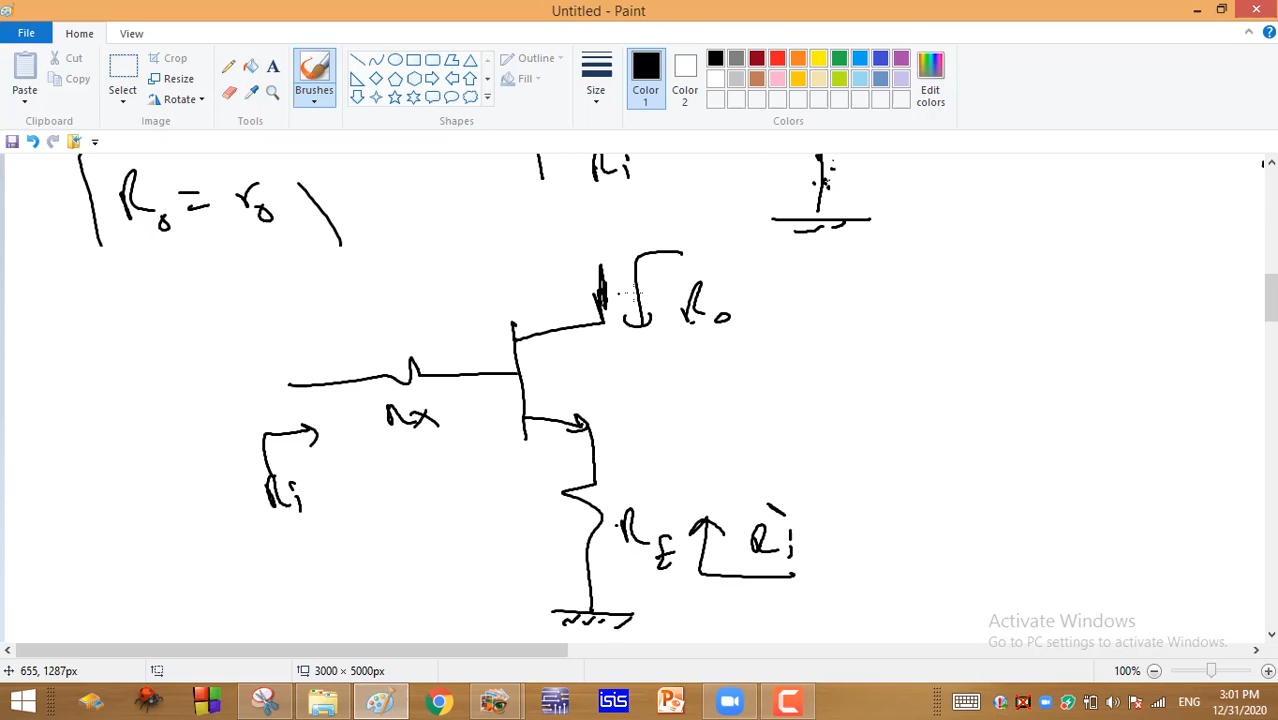 Untitled - Paint
File
Home
View
Paste
Cut
Copy
Clipboard
Select
Crop
Resize
Rotate
Image
Tools
A
Brushes
Outline
Fill
Shapes
Size
Color 1
Color 2
Edit colors
Colors
Ro = ro
Ri
Ro
Rx
Ri
RE
Ri
Activate Windows
Go to PC settings to activate Windows.
655, 1287px
3000 × 5000px
100%
isis
ENG
3:01 PM
12/31/2020